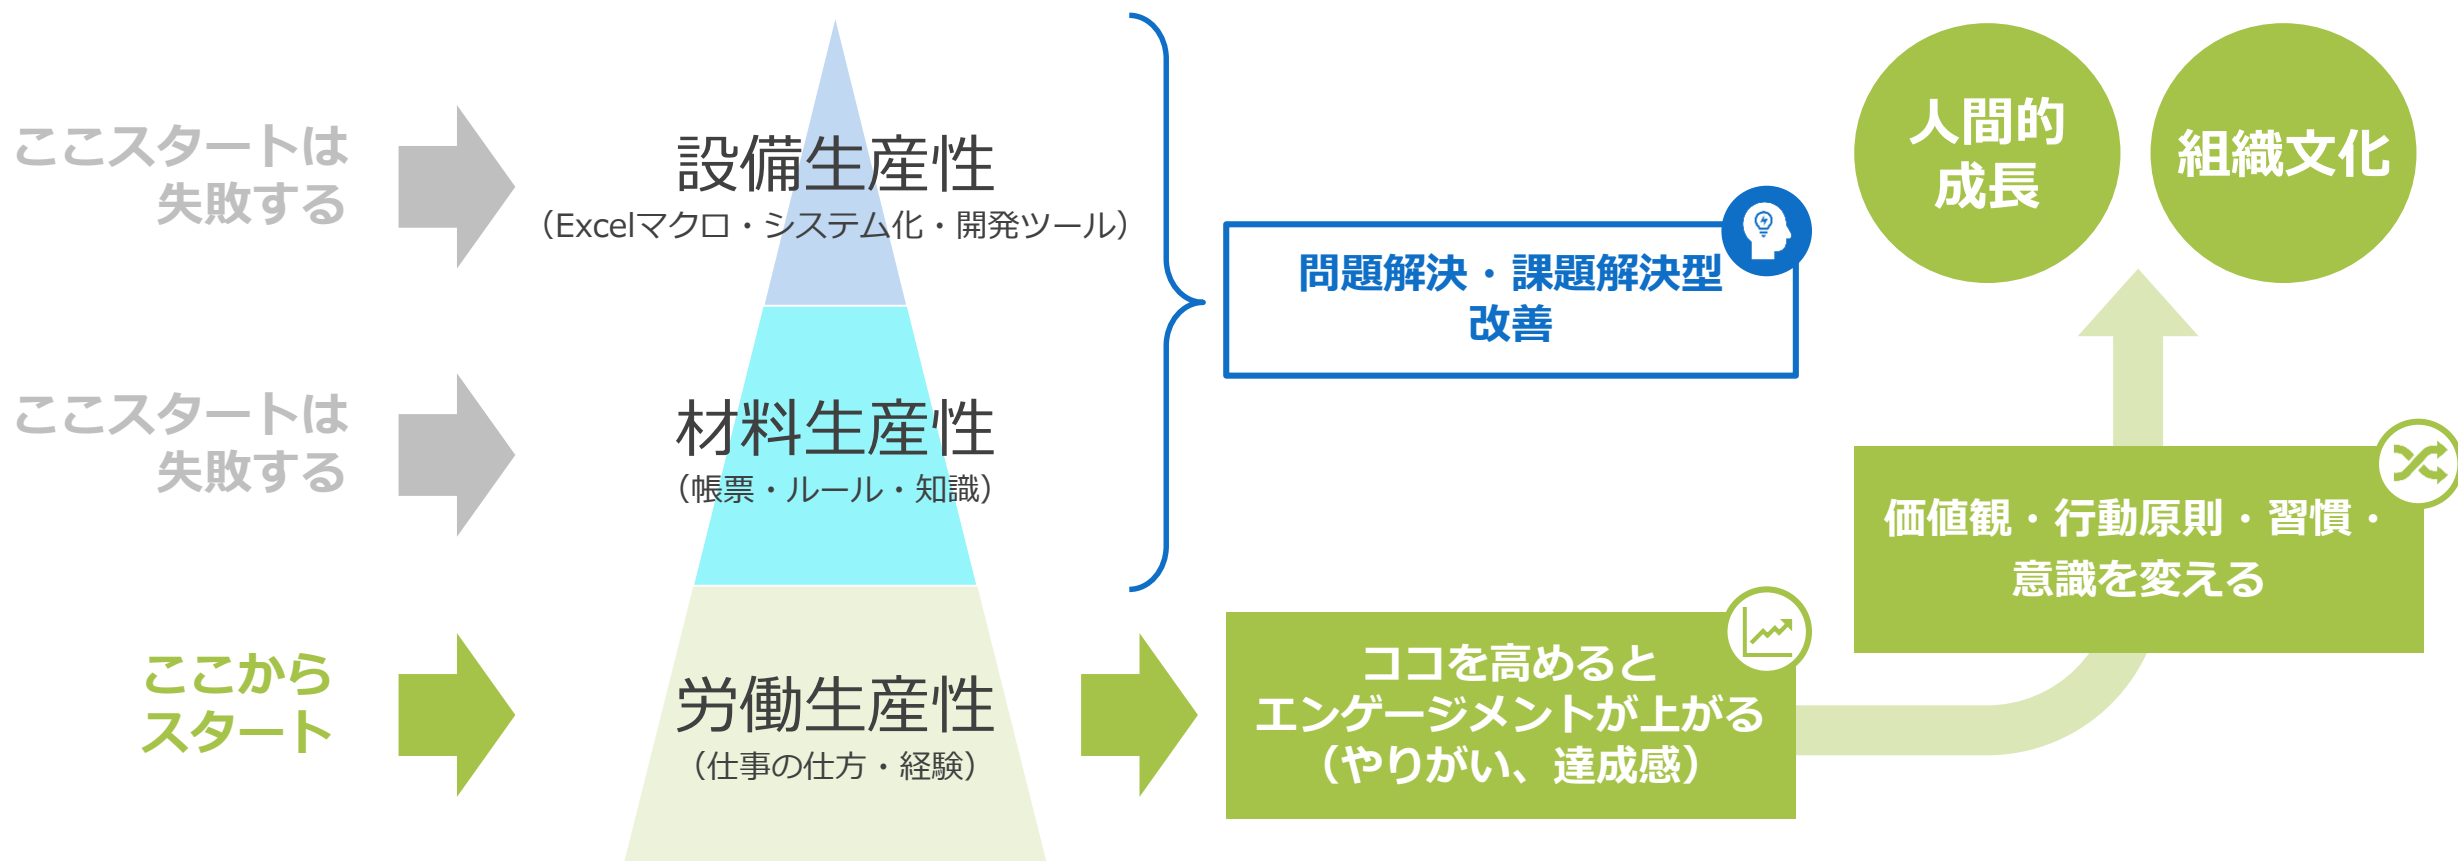 ここスタートは
失敗する
設備生産性
（Excelマクロ・システム化・開発ツール）
ここスタートは
失敗する
材料生産性
（帳票・ルール・知識）
ここから
スタート
労働生産性
（仕事の仕方・経験）
問題解決・課題解決型
改善
ココを高めると
エンゲージメントが上がる
（やりがい、達成感）
価値観・行動原則・習慣・
意識を変える
人間的
成長
組織文化